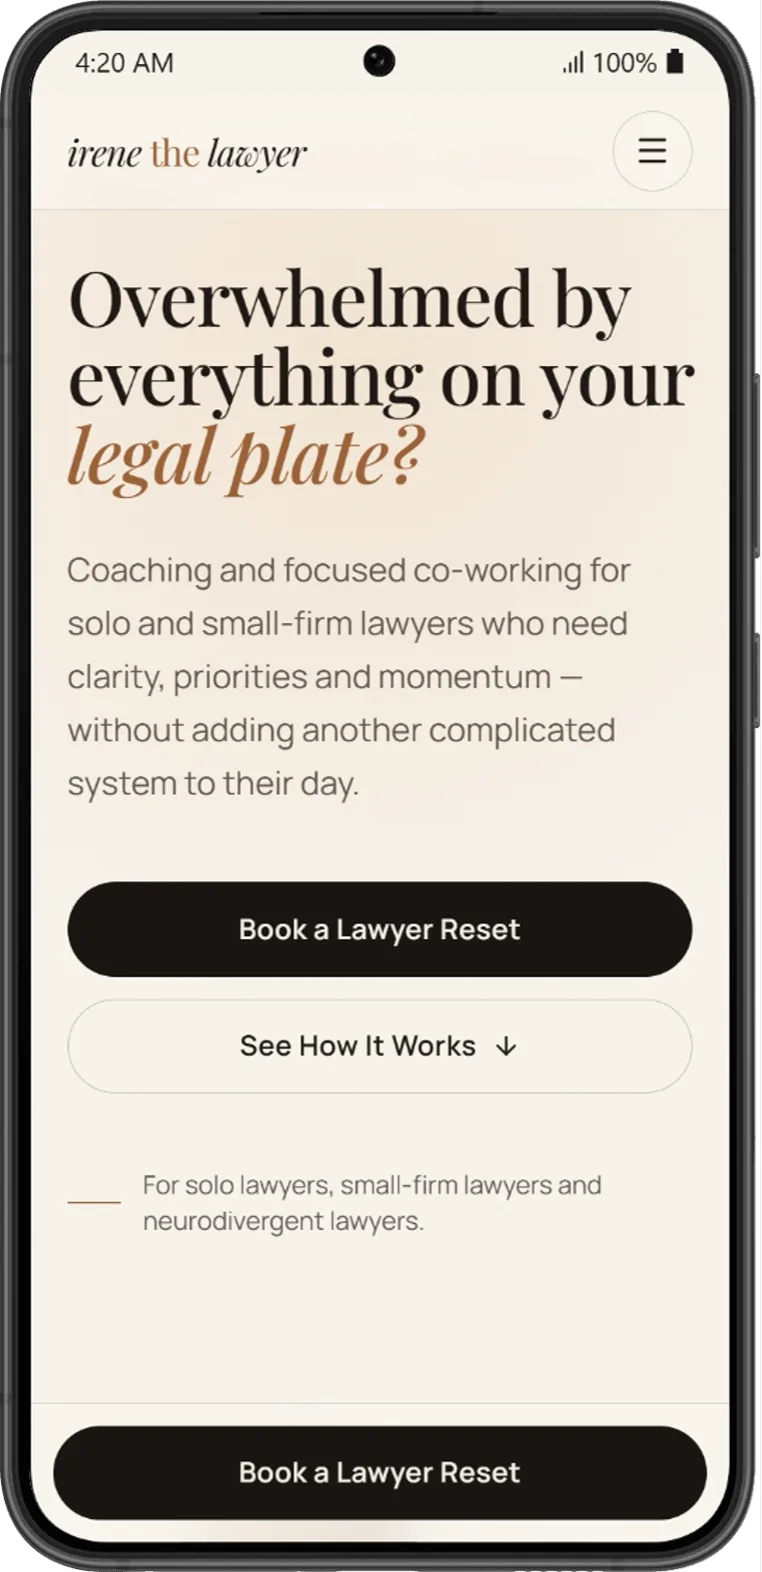 4:20 AM 100%
irene the lawyer
Overwhelmed by
everything on your
legal plate?
Coaching and focused co-working for
solo and small-firm lawyers who need
clarity, priorities and momentum —
without adding another complicated
system to their day.
Book a Lawyer Reset
See How It Works ↓
For solo lawyers, small-firm lawyers and
neurodivergent lawyers.
Book a Lawyer Reset